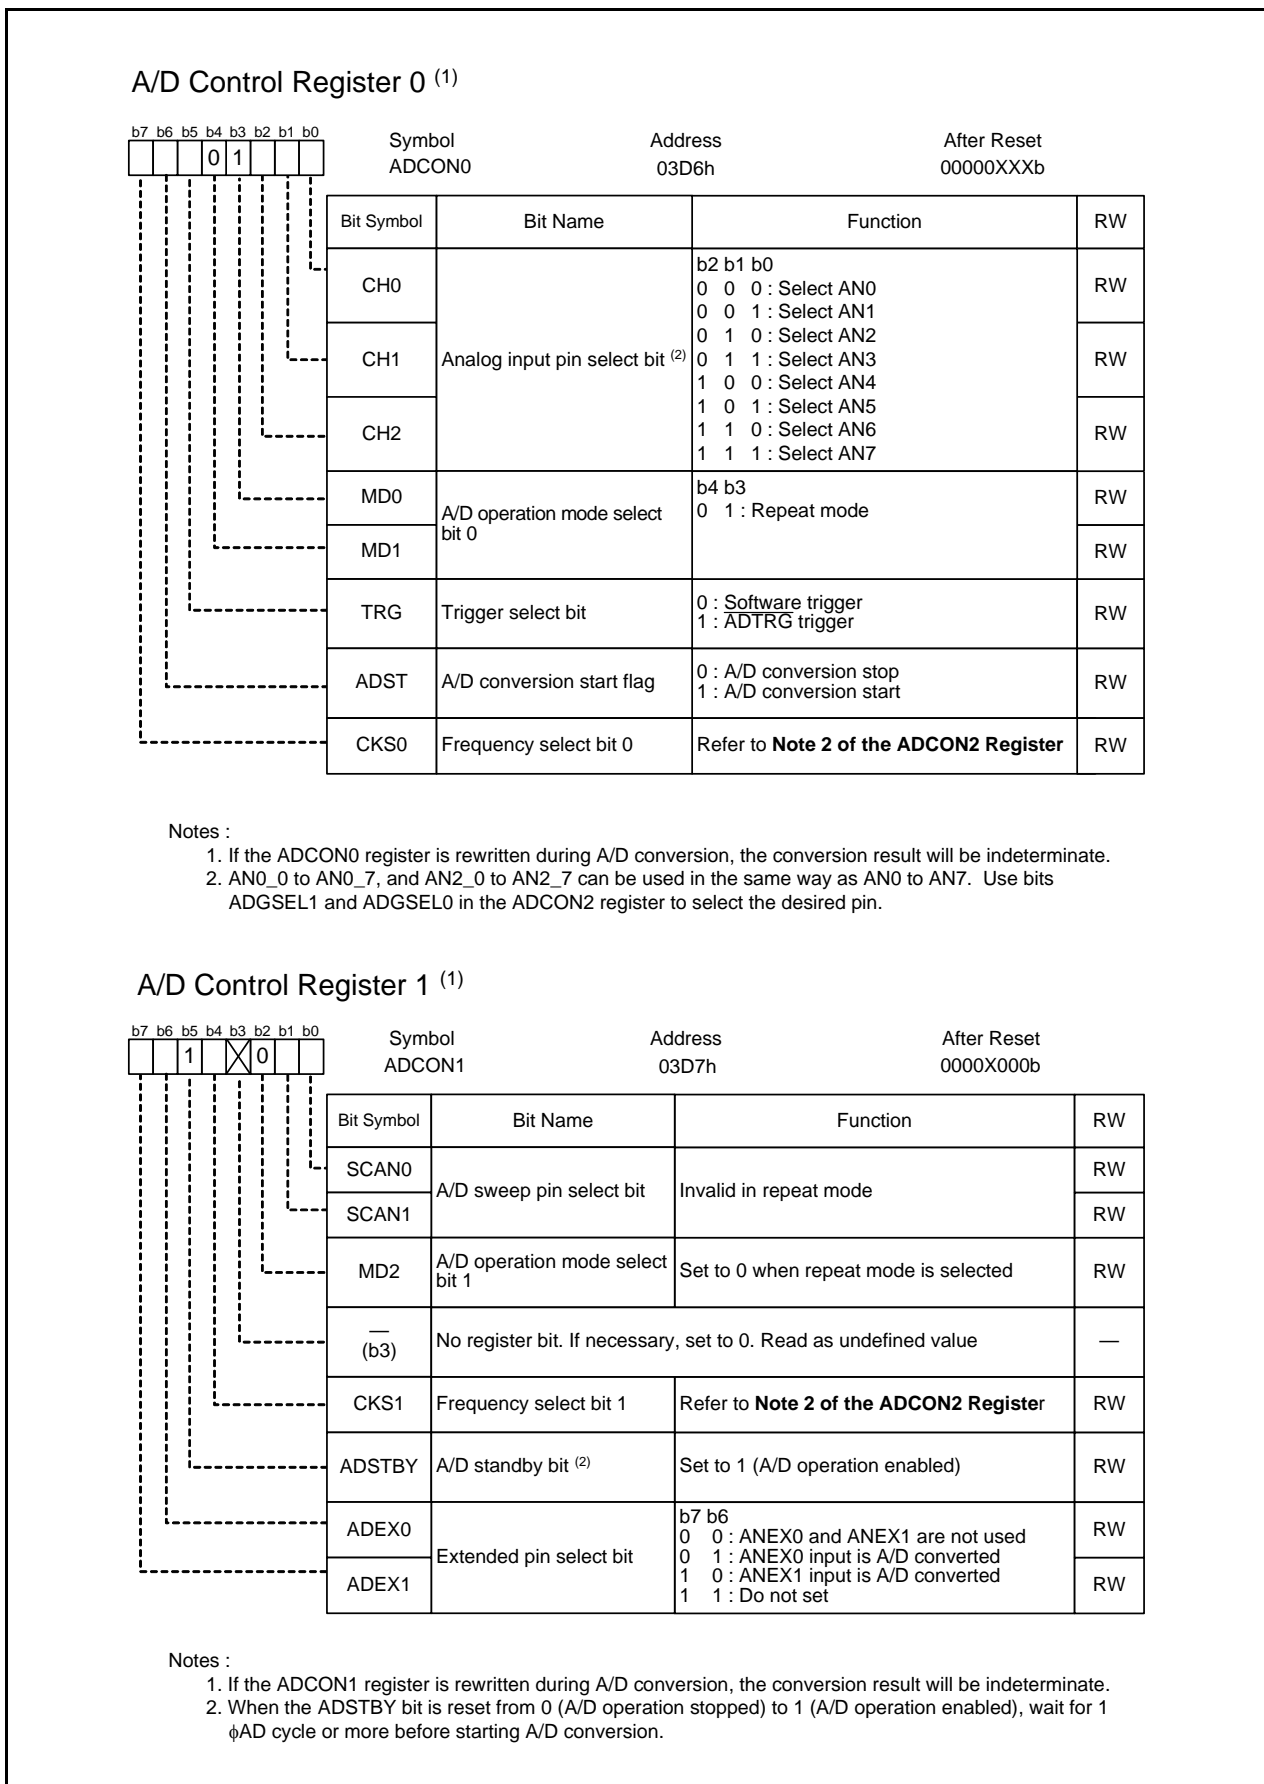 A/D Control Register 0 (1)
b7 b6 b5 b4 b3 b2 b1 b0
0 1
Symbol Address After Reset
ADCON0 03D6h 00000XXXb
Bit Symbol Bit Name Function RW
CH0 RW
CH1 Analog input pin select bit (2) RW
CH2 RW
b2 b1 b0
0 0 0 : Select AN0
0 0 1 : Select AN1
0 1 0 : Select AN2
0 1 1 : Select AN3
1 0 0 : Select AN4
1 0 1 : Select AN5
1 1 0 : Select AN6
1 1 1 : Select AN7
MD0 RW
MD1 RW
A/D operation mode select
bit 0
b4 b3
0 1 : Repeat mode
TRG Trigger select bit RW
0 : Software trigger
1 : ADTRG trigger
ADST A/D conversion start flag RW
0 : A/D conversion stop
1 : A/D conversion start
CKS0 Frequency select bit 0 Refer to Note 2 of the ADCON2 Register RW
Notes :
1. If the ADCON0 register is rewritten during A/D conversion, the conversion result will be indeterminate.
2. AN0_0 to AN0_7, and AN2_0 to AN2_7 can be used in the same way as AN0 to AN7. Use bits
ADGSEL1 and ADGSEL0 in the ADCON2 register to select the desired pin.
A/D Control Register 1 (1)
b7 b6 b5 b4 b3 b2 b1 b0
1 0
Symbol Address After Reset
ADCON1 03D7h 0000X000b
Bit Symbol Bit Name Function RW
SCAN0 RW
A/D sweep pin select bit Invalid in repeat mode
SCAN1 RW
MD2 RW
A/D operation mode select
bit 1
Set to 0 when repeat mode is selected
—
(b3)
No register bit. If necessary, set to 0. Read as undefined value —
CKS1 Frequency select bit 1 Refer to Note 2 of the ADCON2 Register RW
ADSTBY A/D standby bit (2) Set to 1 (A/D operation enabled) RW
ADEX0 RW
Extended pin select bit
ADEX1 RW
b7 b6
0 0 : ANEX0 and ANEX1 are not used
0 1 : ANEX0 input is A/D converted
1 0 : ANEX1 input is A/D converted
1 1 : Do not set
Notes :
1. If the ADCON1 register is rewritten during A/D conversion, the conversion result will be indeterminate.
2. When the ADSTBY bit is reset from 0 (A/D operation stopped) to 1 (A/D operation enabled), wait for 1
ϕAD cycle or more before starting A/D conversion.